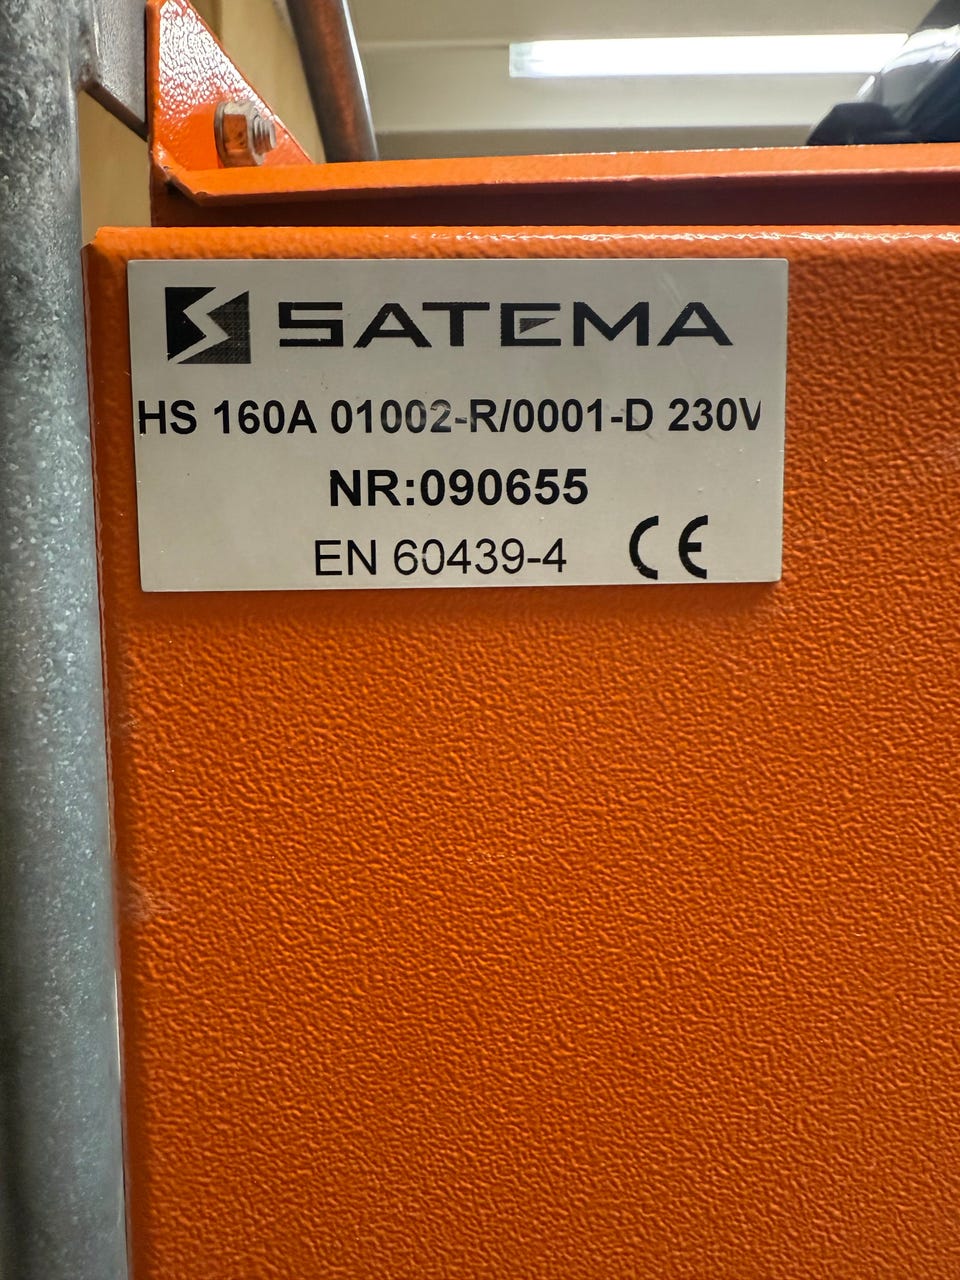 SATEMA
HS 160A 01002-R/0001-D 230V
NR:090655
EN 60439-4 CE